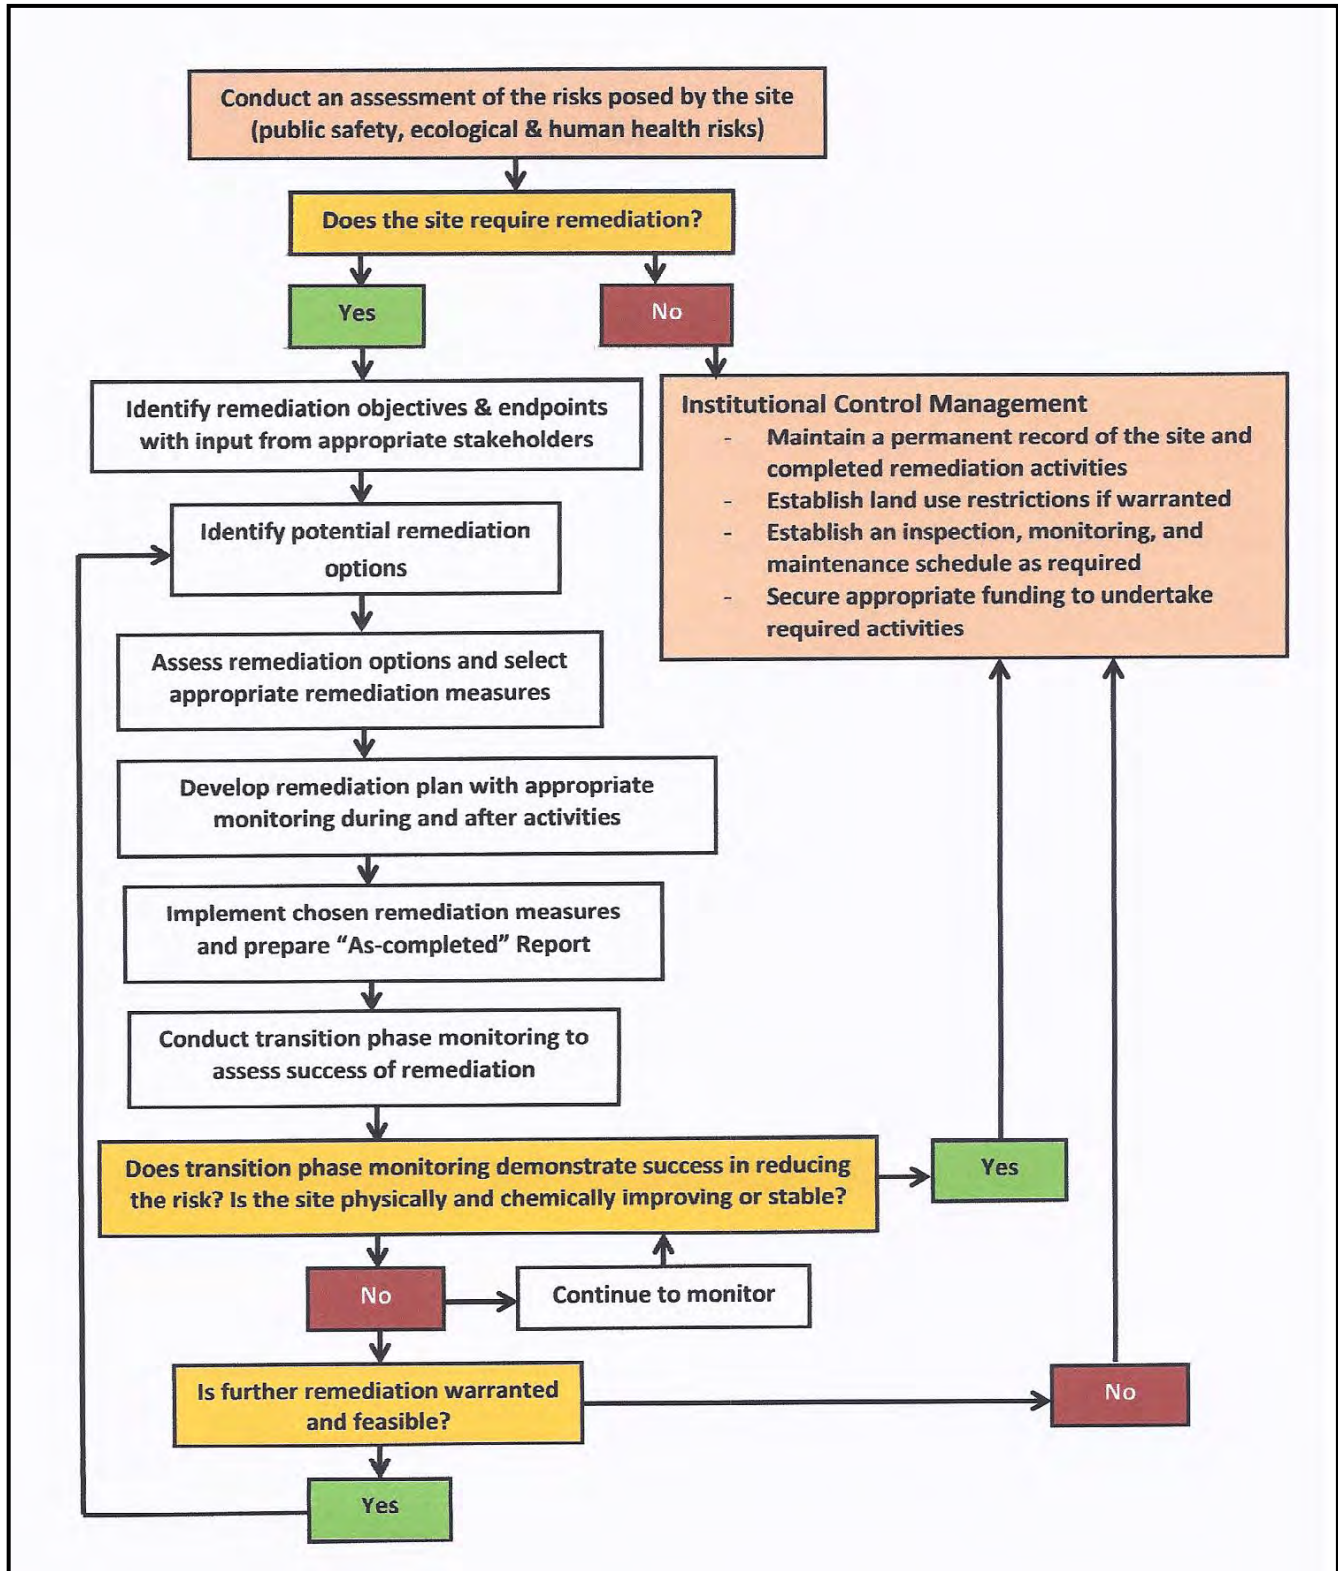 Conduct an assessment of the risks posed by the site
(public safety, ecological & human health risks)
Does the site require remediation?
Yes
No
Identify remediation objectives & endpoints
with input from appropriate stakeholders
Institutional Control Management
- Maintain a permanent record of the site and
completed remediation activities
- Establish land use restrictions if warranted
- Establish an inspection, monitoring, and
maintenance schedule as required
- Secure appropriate funding to undertake
required activities
Identify potential remediation
options
Assess remediation options and select
appropriate remediation measures
Develop remediation plan with appropriate
monitoring during and after activities
Implement chosen remediation measures
and prepare “As-completed” Report
Conduct transition phase monitoring to
assess success of remediation
Does transition phase monitoring demonstrate success in reducing
the risk? Is the site physically and chemically improving or stable?
Yes
No
Continue to monitor
Is further remediation warranted
and feasible?
No
Yes